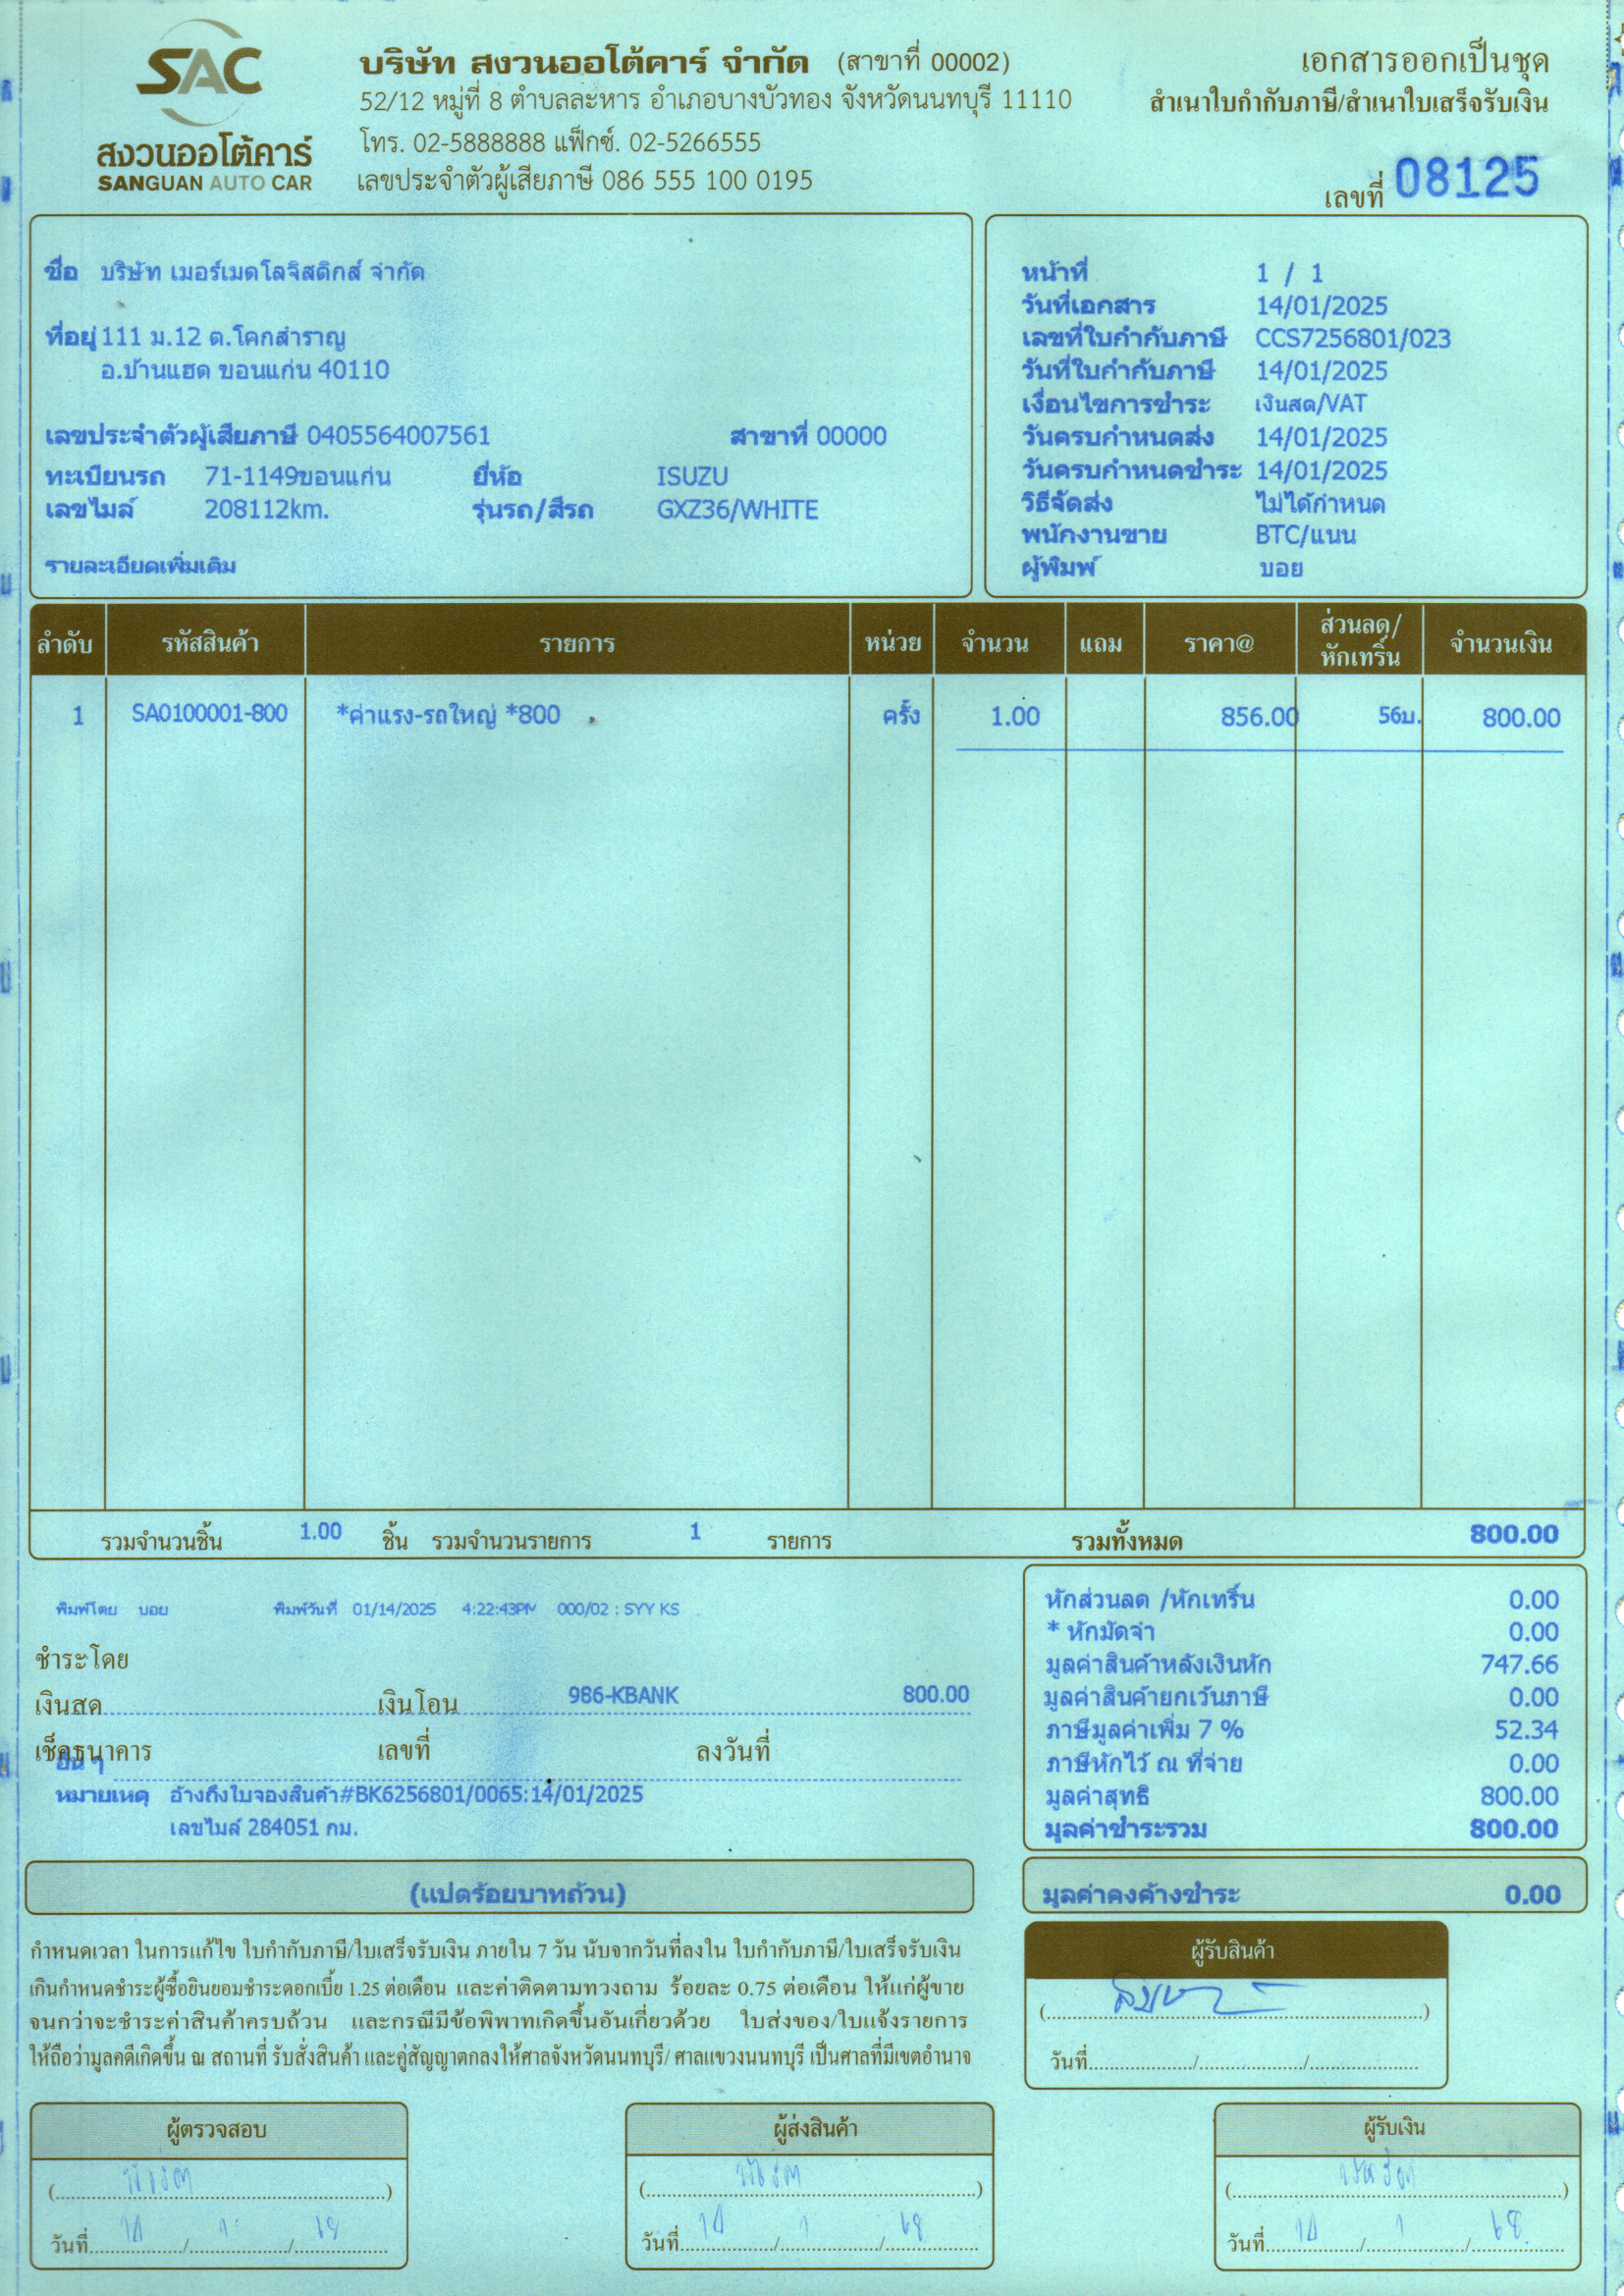 SAC
สงวนออโต้คาร์
SANGUAN AUTO CAR
บริษัท สงวนออโต้คาร์ จำกัด (สาขาที่ 00002)
52/12 หมู่ที่ 8 ตำบลละหาร อำเภอบางบัวทอง จังหวัดนนทบุรี 11110
โทร. 02-5888888 แฟ็กซ์. 02-5266555
เลขประจำตัวผู้เสียภาษี 086 555 100 0195
เอกสารออกเป็นชุด
สำเนาใบกำกับภาษี/สำเนาใบเสร็จรับเงิน
เลขที่ 08125
ชื่อ บริษัท เมอร์เมดโลจิสติกส์ จำกัด
ที่อยู่ 111 ม.12 ต.โคกสำราญ
อ.บ้านแฮด ขอนแก่น 40110
เลขประจำตัวผู้เสียภาษี 0405564007561 สาขาที่ 00000
ทะเบียนรถ 71-1149ขอนแก่น ยี่ห้อ ISUZU
เลขไมล์ 208112km. รุ่นรถ/สีรถ GXZ36/WHITE
รายละเอียดเพิ่มเติม
หน้าที่ 1 / 1
วันที่เอกสาร 14/01/2025
เลขที่ใบกำกับภาษี CCS7256801/023
วันที่ใบกำกับภาษี 14/01/2025
เงื่อนไขการชำระ เงินสด/VAT
วันครบกำหนดส่ง 14/01/2025
วันครบกำหนดชำระ 14/01/2025
วิธีจัดส่ง ไม่ได้กำหนด
พนักงานขาย BTC/แนน
ผู้พิมพ์ บอย
ลำดับ รหัสสินค้า รายการ หน่วย จำนวน แถม ราคา@ ส่วนลด/หักเทริ์น จำนวนเงิน
1 SA0100001-800 *ค่าแรง-รถใหญ่ *800 ครั้ง 1.00 856.00 56บ. 800.00
รวมจำนวนชิ้น 1.00 ชิ้น รวมจำนวนรายการ 1 รายการ รวมทั้งหมด 800.00
พิมพ์โดย บอย พิมพ์วันที่ 01/14/2025 4:22:43PM 000/02 : SYY KS
ชำระโดย
เงินสด เงินโอน 986-KBANK 800.00
เช็คธนาคาร เลขที่ ลงวันที่
อื่น ๆ
หมายเหตุ อ้างถึงใบจองสินค้า#BK6256801/0065:14/01/2025
เลขไมล์ 284051 กม.
หักส่วนลด /หักเทริ์น 0.00
* หักมัดจำ 0.00
มูลค่าสินค้าหลังเงินหัก 747.66
มูลค่าสินค้ายกเว้นภาษี 0.00
ภาษีมูลค่าเพิ่ม 7 % 52.34
ภาษีหักไว้ ณ ที่จ่าย 0.00
มูลค่าสุทธิ 800.00
มูลค่าชำระรวม 800.00
(แปดร้อยบาทถ้วน)
มูลค่าคงค้างชำระ 0.00
กำหนดเวลา ในการแก้ไข ใบกำกับภาษี/ใบเสร็จรับเงิน ภายใน 7 วัน นับจากวันที่ลงใน ใบกำกับภาษี/ใบเสร็จรับเงิน
เกินกำหนดชำระผู้ซื้อยินยอมชำระดอกเบี้ย 1.25 ต่อเดือน และค่าติดตามทวงถาม ร้อยละ 0.75 ต่อเดือน ให้แก่ผู้ขาย
จนกว่าจะชำระค่าสินค้าครบถ้วน และกรณีมีข้อพิพาทเกิดขึ้นอันเกี่ยวด้วย ใบส่งของ/ใบแจ้งรายการ
ให้ถือว่ามูลคดีเกิดขึ้น ณ สถานที่ รับสั่งสินค้า และคู่สัญญาตกลงให้ศาลจังหวัดนนทบุรี/ ศาลแขวงนนทบุรี เป็นศาลที่มีเขตอำนาจ
ผู้รับสินค้า
วันที่
ผู้ตรวจสอบ
วันที่ 14 / 1 / 68
ผู้ส่งสินค้า
วันที่ 14 / 1 / 68
ผู้รับเงิน
วันที่ 14 / 1 / 68